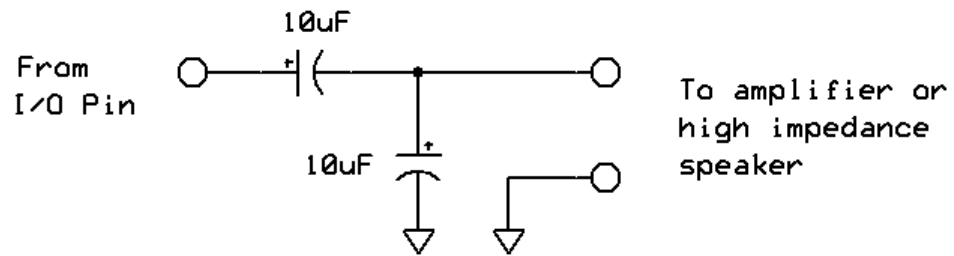 10uF
From
I/O Pin
+
To amplifier or
high impedance
speaker
+
10uF